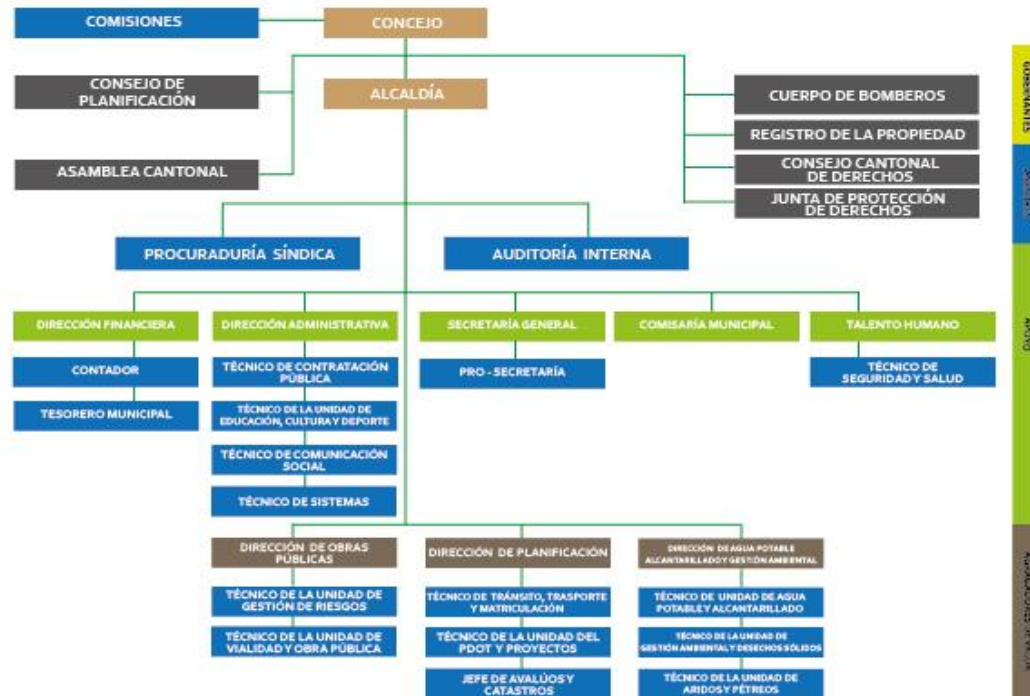 COMISIONES
CONCEJO
CONSEJO DE
PLANIFICACIÓN
ALCALDÍA
CUERPO DE BOMBEROS
REGISTRO DE LA PROPIEDAD
ASAMBLEA CANTONAL
CONSEJO CANTONAL
DE DERECHOS
JUNTA DE PROTECCIÓN
DE DERECHOS
PROCURADURÍA SÍNDICA
AUDITORÍA INTERNA
DIRECCIÓN FINANCIERA
DIRECCIÓN ADMINISTRATIVA
SECRETARÍA GENERAL
COMISARÍA MUNICIPAL
TALENTO HUMANO
CONTADOR
TÉCNICO DE CONTRATACIÓN
PÚBLICA
PRO - SECRETARÍA
TÉCNICO DE
SEGURIDAD Y SALUD
TESORERO MUNICIPAL
TÉCNICO DE LA UNIDAD DE
EDUCACIÓN, CULTURA Y DEPORTE
TÉCNICO DE COMUNICACIÓN
SOCIAL
TÉCNICO DE SISTEMAS
DIRECCIÓN DE OBRAS
PÚBLICAS
DIRECCIÓN DE PLANIFICACIÓN
DIRECCIÓN DE AGUA POTABLE
ALCANTARILLADO Y GESTIÓN AMBIENTAL
TÉCNICO DE LA UNIDAD DE
GESTIÓN DE RIESGOS
TÉCNICO DE TRÁNSITO, TRASPORTE
Y MATRICULACIÓN
TÉCNICO DE UNIDAD DE AGUA
POTABLE Y ALCANTARILLADO
TÉCNICO DE LA UNIDAD DE
VIALIDAD Y OBRA PÚBLICA
TÉCNICO DE LA UNIDAD DEL
PDOT Y PROYECTOS
TÉCNICO DE LA UNIDAD DE
GESTIÓN AMBIENTAL Y DESECHOS SÓLIDOS
JEFE DE AVALÚOS Y
CATASTROS
TÉCNICO DE LA UNIDAD DE
ARIDOS Y PÉTREOS